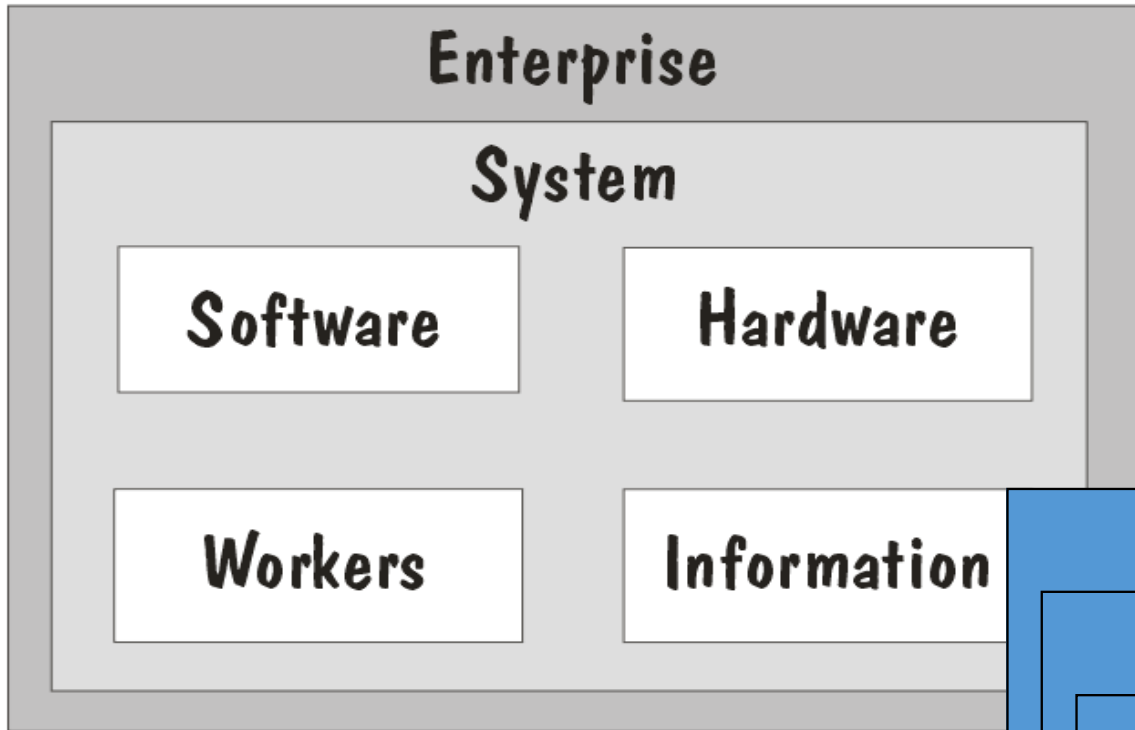 Enterprise
System
Software
Hardware
Workers
Information